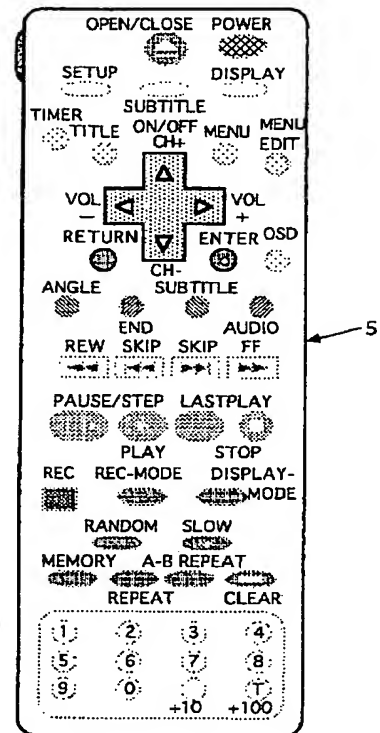 OPEN/CLOSE POWER
SETUP DISPLAY
SUBTITLE
TIMER TITLE ON/OFF MENU MENU
CH+ EDIT
VOL VOL
- +
RETURN ENTER OSD
CH-
ANGLE SUBTITLE
END AUDIO
REW SKIP SKIP FF
5
PAUSE/STEP LASTPLAY
PLAY STOP
REC REC-MODE DISPLAY-
MODE
RANDOM SLOW
MEMORY A-B REPEAT
REPEAT CLEAR
1 2 3 4
5 6 7 8
9 0 T
+10 +100